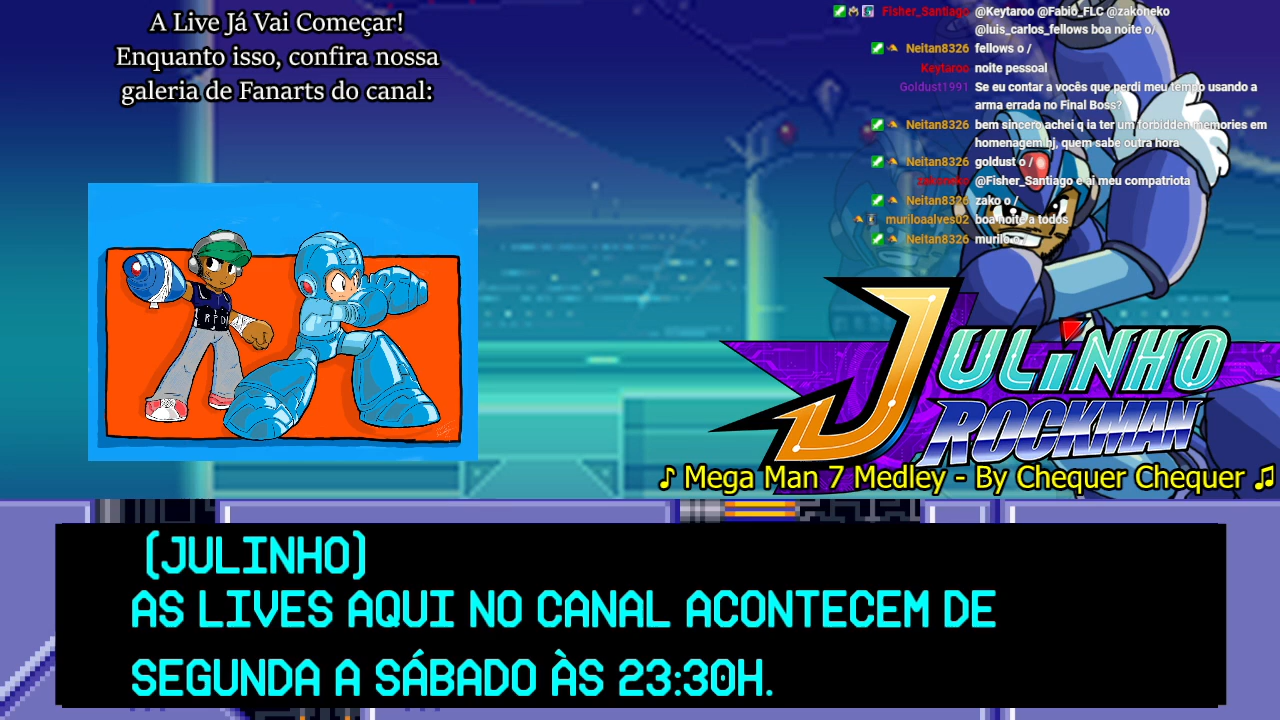 A Live Já Vai Começar!
Enquanto isso, confira nossa
galeria de Fanarts do canal:
RPD
Fisher_Santiago @Keytaroo @Fabio_FLC @zakoneko
@luis_carlos_fellows boa noite o/
Neitan8326 fellows o /
Keytaroo noite pessoal
Goldust1991 Se eu contar a vocês que perdi meu tempo usando a
arma errada no Final Boss?
Neitan8326 bem sincero achei q ia ter um forbidden memories em
homenagem hj, quem sabe outra hora
Neitan8326 goldust o /
zakoneko @Fisher_Santiago e ai meu compatriota
Neitan8326 zako o /
muriloaalves02 boa noite a todos
Neitan8326 murilo o /
JULINHO
ROCKMAN
♪ Mega Man 7 Medley - By Chequer Chequer ♫
(JULINHO)
AS LIVES AQUI NO CANAL ACONTECEM DE
SEGUNDA A SÁBADO ÀS 23:30H.